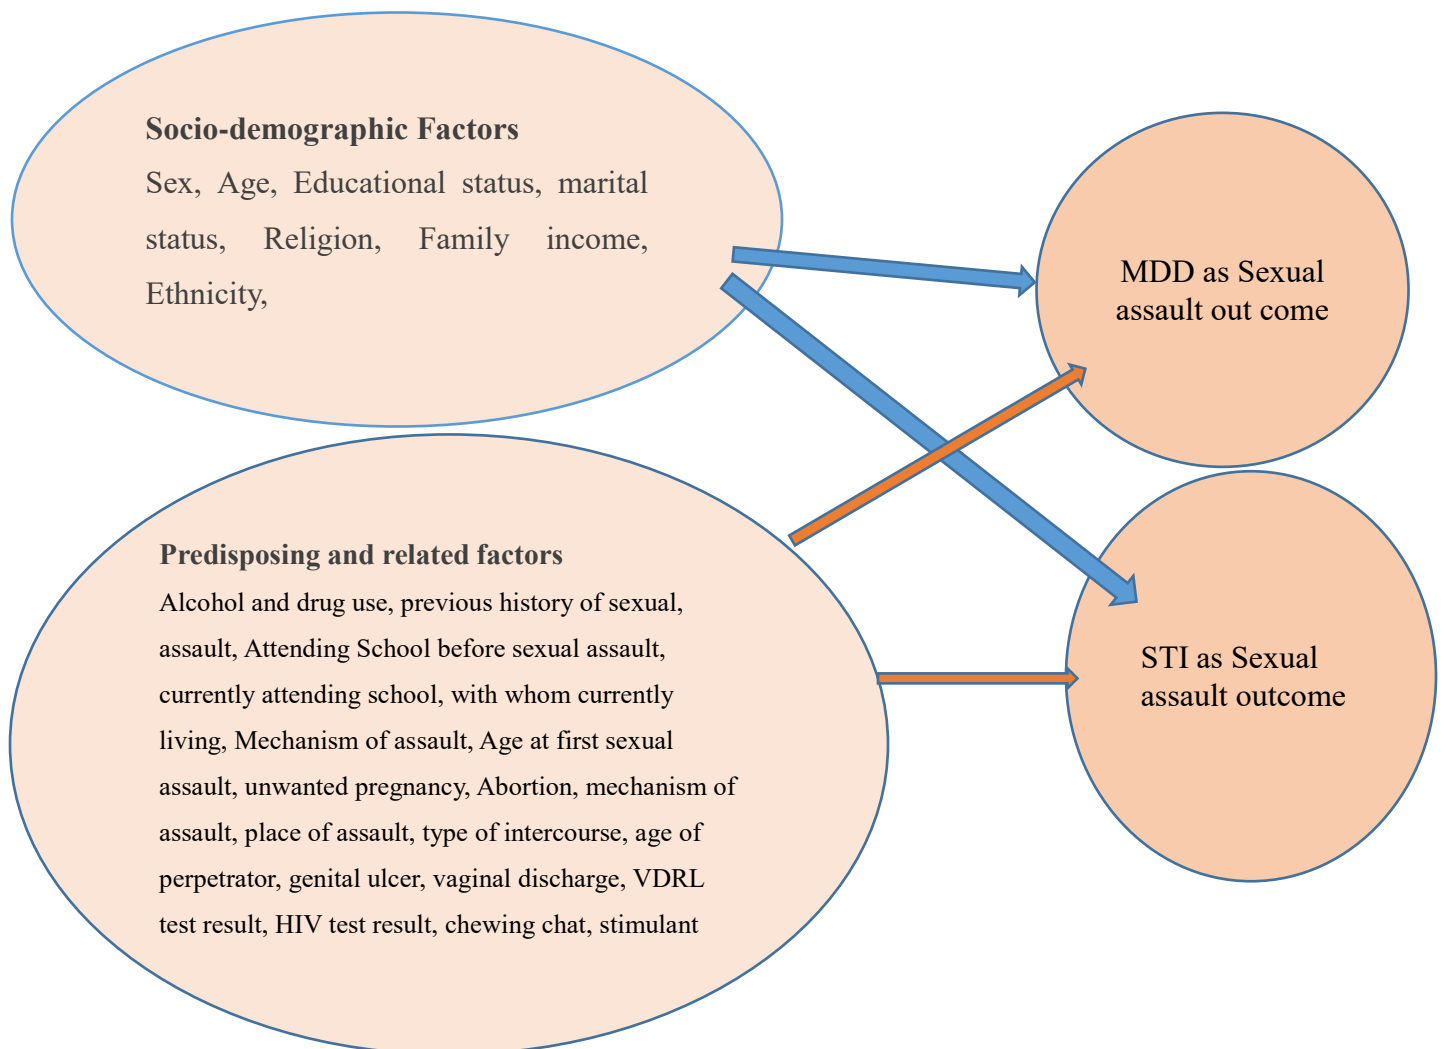 Socio-demographic Factors
Sex, Age, Educational status, marital
status, Religion, Family income,
Ethnicity,
MDD as Sexual
assault out come
Predisposing and related factors
Alcohol and drug use, previous history of sexual,
assault, Attending School before sexual assault,
currently attending school, with whom currently
living, Mechanism of assault, Age at first sexual
assault, unwanted pregnancy, Abortion, mechanism of
assault, place of assault, type of intercourse, age of
perpetrator, genital ulcer, vaginal discharge, VDRL
test result, HIV test result, chewing chat, stimulant
STI as Sexual
assault outcome